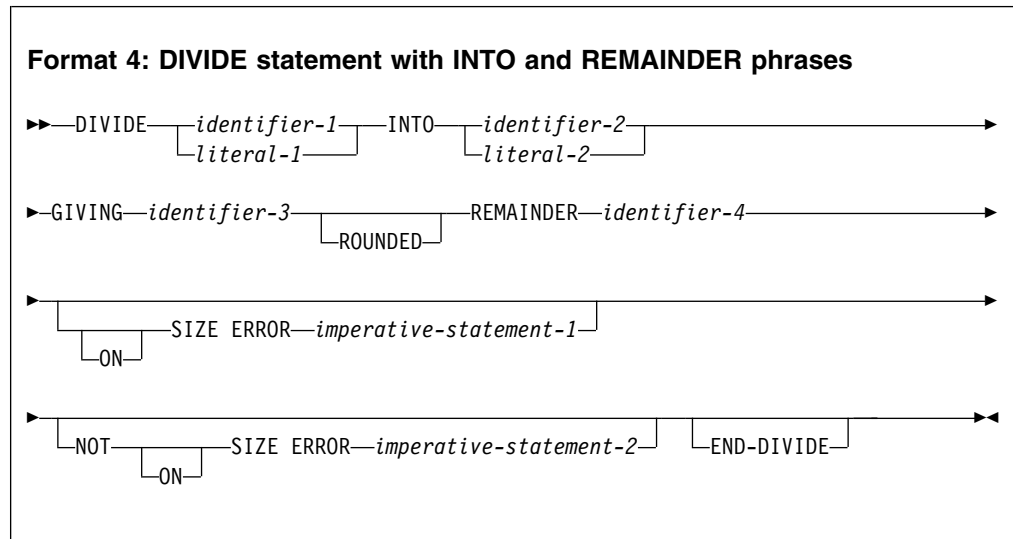 Format 4: DIVIDE statement with INTO and REMAINDER phrases
DIVIDE identifier-1 INTO identifier-2
literal-1 literal-2
GIVING identifier-3 REMAINDER identifier-4
ROUNDED
SIZE ERROR imperative-statement-1
ON
NOT SIZE ERROR imperative-statement-2 END-DIVIDE
ON